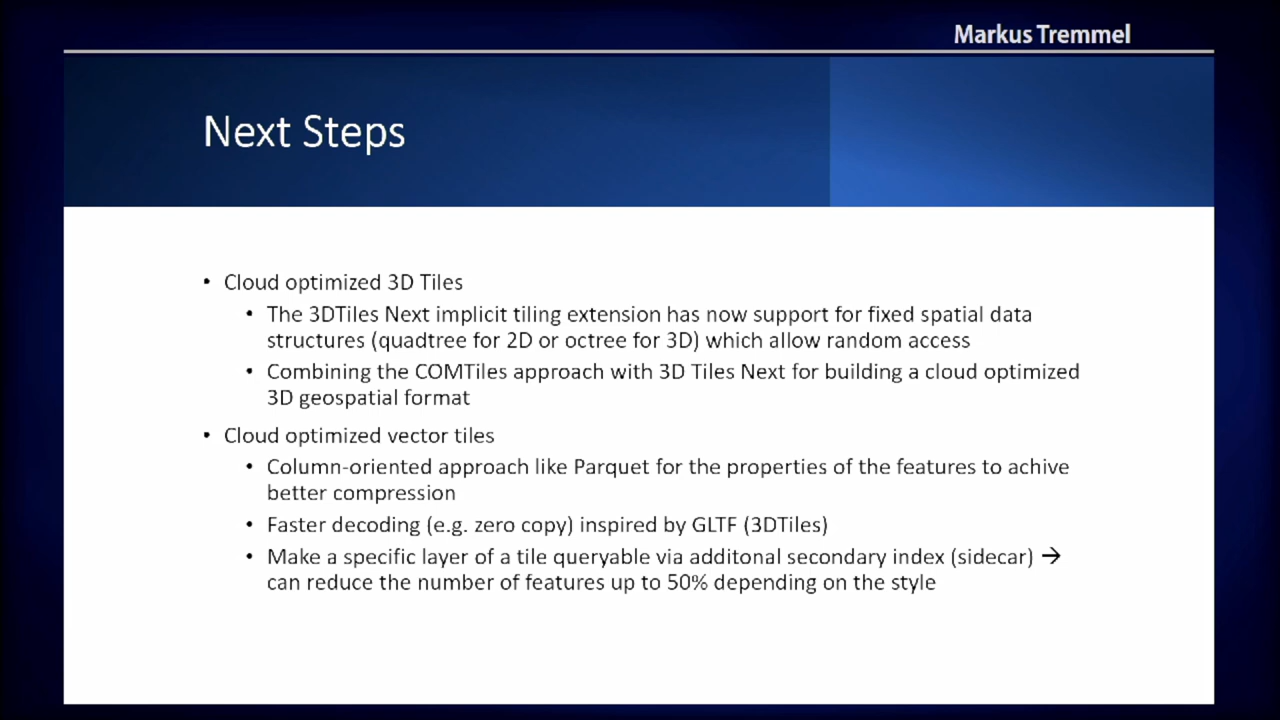 Markus Tremmel
Next Steps
• Cloud optimized 3D Tiles
• The 3DTiles Next implicit tiling extension has now support for fixed spatial data
structures (quadtree for 2D or octree for 3D) which allow random access
• Combining the COMTiles approach with 3D Tiles Next for building a cloud optimized
3D geospatial format
• Cloud optimized vector tiles
• Column-oriented approach like Parquet for the properties of the features to achive
better compression
• Faster decoding (e.g. zero copy) inspired by GLTF (3DTiles)
• Make a specific layer of a tile queryable via additonal secondary index (sidecar) →
can reduce the number of features up to 50% depending on the style